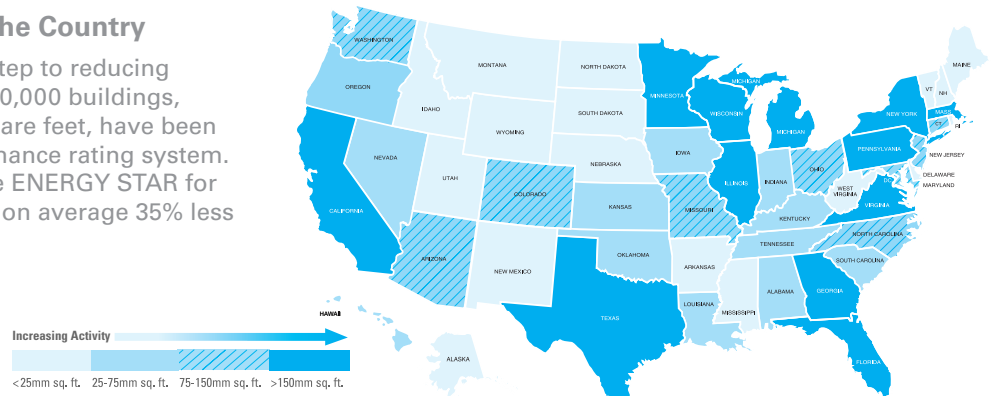 he Country
tep to reducing
0,000 buildings,
are feet, have been
nance rating system.
e ENERGY STAR for
on average 35% less
WASHINGTON
OREGON
CALIFORNIA
NEVADA
IDAHO
MONTANA
WYOMING
UTAH
COLORADO
ARIZONA
NEW MEXICO
NORTH DAKOTA
SOUTH DAKOTA
NEBRASKA
KANSAS
OKLAHOMA
TEXAS
MINNESOTA
IOWA
MISSOURI
ARKANSAS
LOUISIANA
WISCONSIN
ILLINOIS
MICHIGAN
MICHIGAN
INDIANA
OHIO
KENTUCKY
TENNESSEE
MISSISSIPPI
ALABAMA
GEORGIA
FLORIDA
SOUTH CAROLINA
NORTH CAROLINA
VIRGINIA
WEST
VIRGINIA
DC
PENNSYLVANIA
NEW YORK
VT
NH
MAINE
MASS
CT
RI
NEW JERSEY
DELAWARE
MARYLAND
HAWAII
ALASKA
Increasing Activity
<25mm sq. ft. 25-75mm sq. ft. 75-150mm sq. ft. >150mm sq. ft.